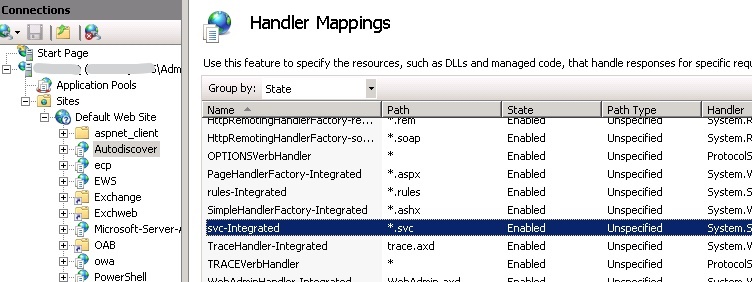 Connections
Start Page
Application Pools
Sites
Default Web Site
aspnet_client
Autodiscover
ecp
EWS
Exchange
Exchweb
Microsoft-Server-A
OAB
owa
PowerShell
Handler Mappings
Use this feature to specify the resources, such as DLLs and managed code, that handle responses for specific requ
Group by: State
Name Path State Path Type Handler
HttpRemotingHandlerFactory-re... *.rem Enabled Unspecified System.R
HttpRemotingHandlerFactory-so... *.soap Enabled Unspecified System.R
OPTIONSVerbHandler * Enabled Unspecified ProtocolS
PageHandlerFactory-Integrated *.aspx Enabled Unspecified System.W
rules-Integrated *.rules Enabled Unspecified System.S
SimpleHandlerFactory-Integrated *.ashx Enabled Unspecified System.W
svc-Integrated *.svc Enabled Unspecified System.S
TraceHandler-Integrated trace.axd Enabled Unspecified System.W
TRACEVerbHandler * Enabled Unspecified ProtocolS
WebAdminHandler-Integrated WebAdmin.axd Enabled Unspecified System.W